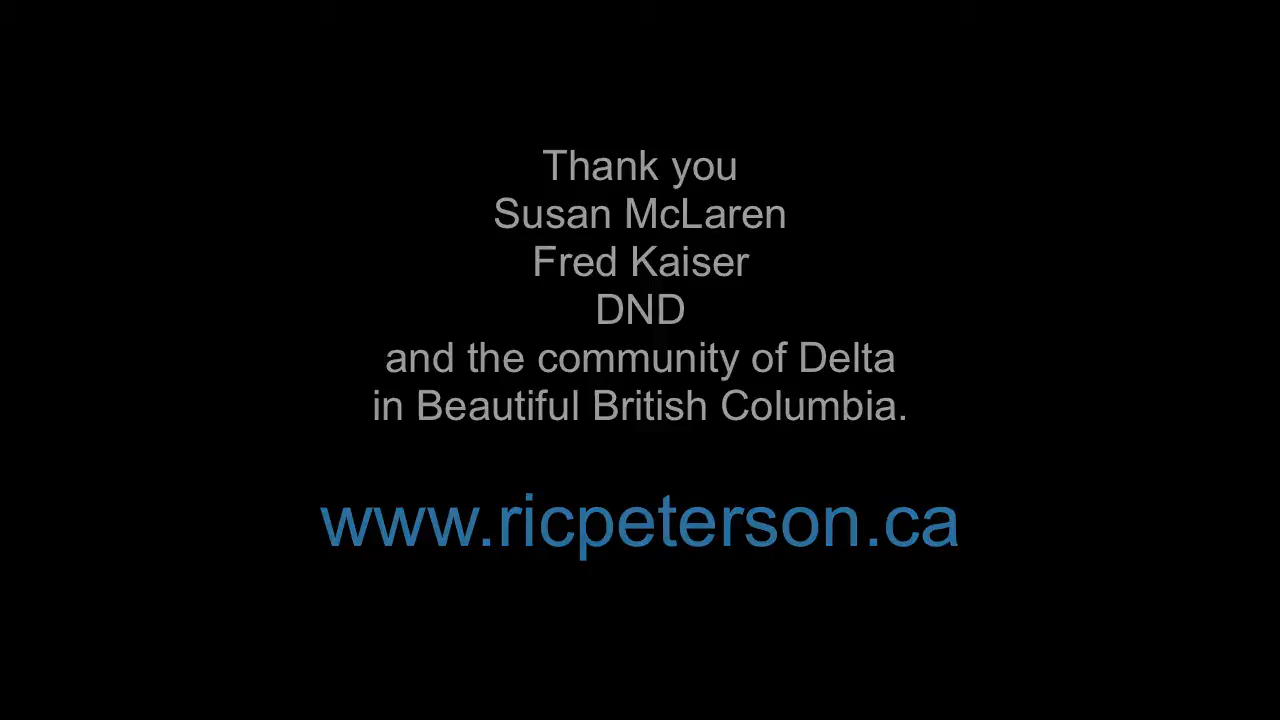 Thank you
Susan McLaren
Fred Kaiser
DND
and the community of Delta
in Beautiful British Columbia.
www.ricpeterson.ca